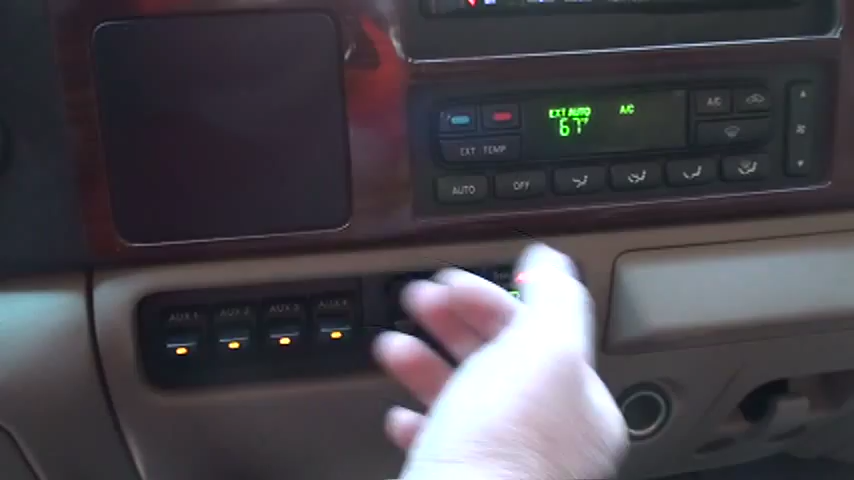 EXT AUTO A/C
67°F
A/C
EXT TEMP
AUTO OFF
AUX 1 AUX 2 AUX 3 AUX 4